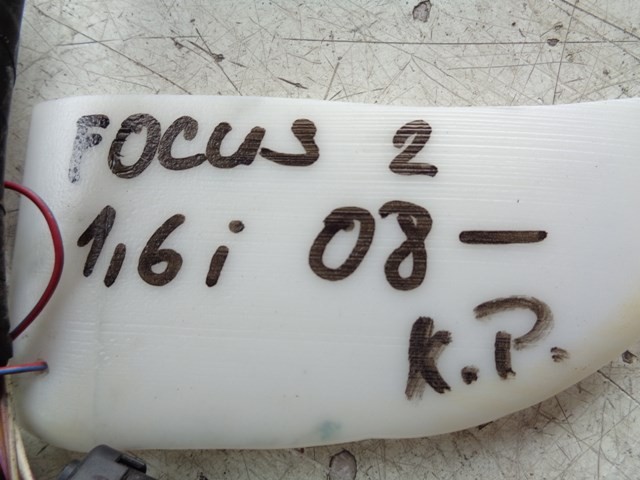 FOCUS 2
1,6i 08-
K.P.